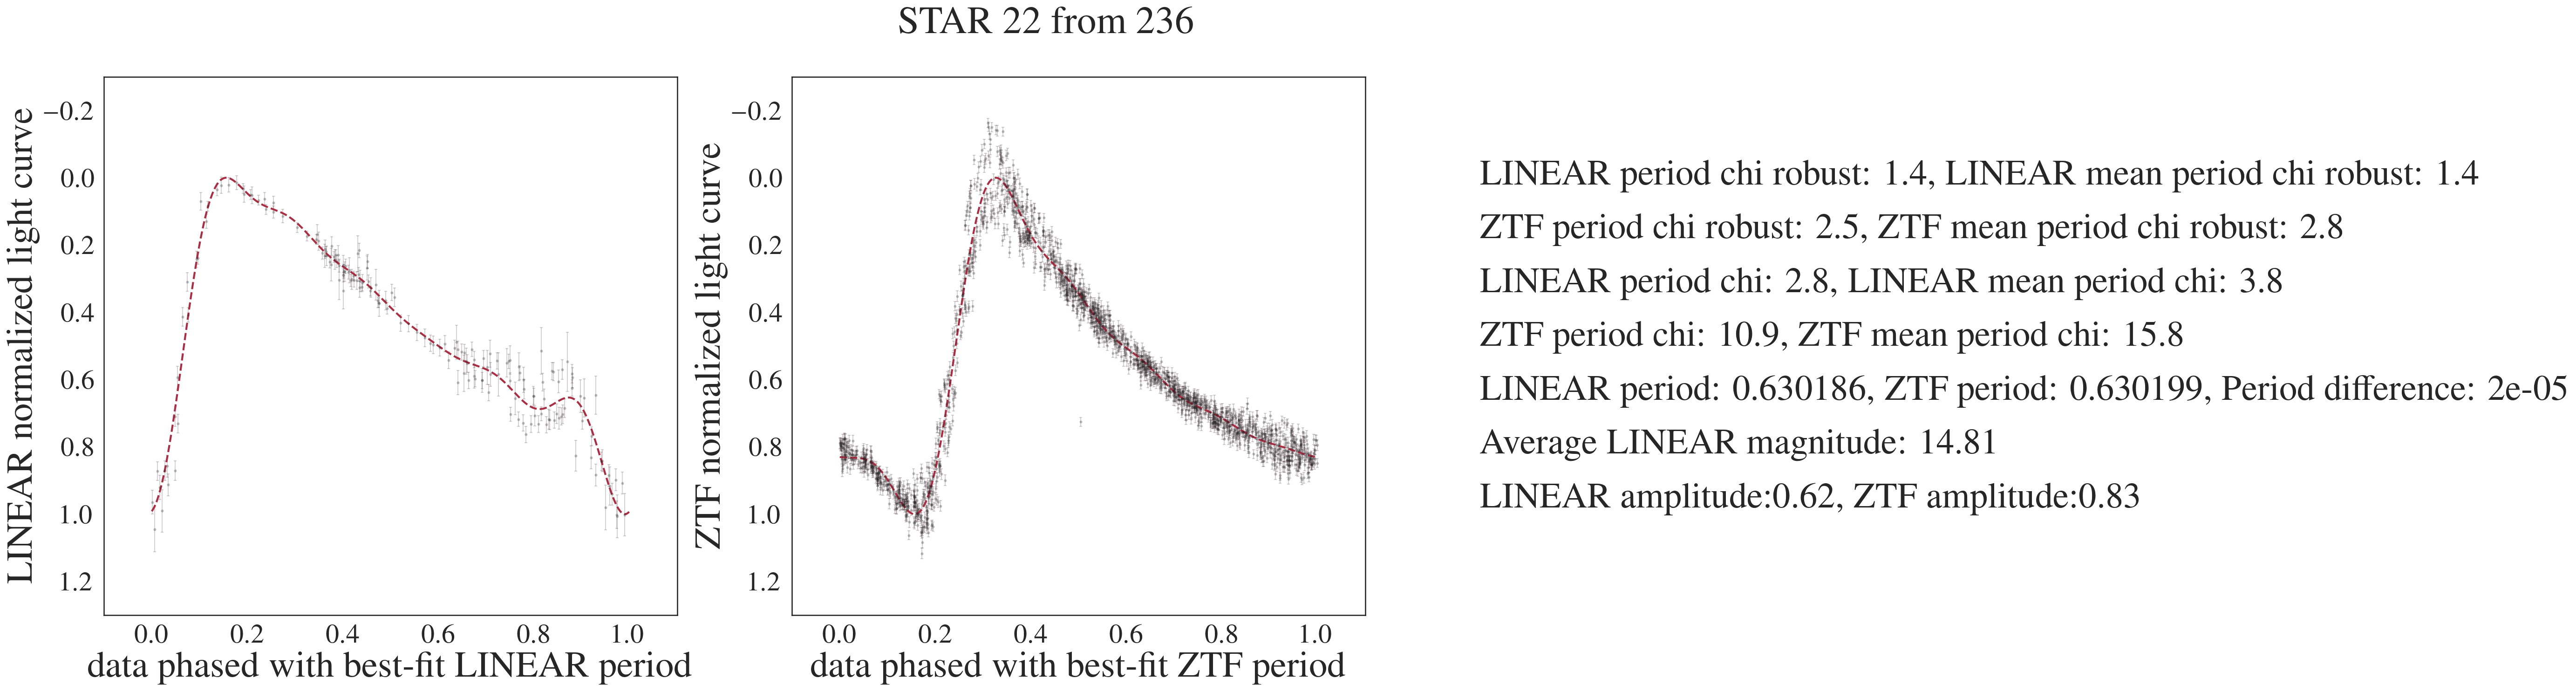 STAR 22 from 236
LINEAR normalized light curve
−0.2
0.0
0.2
0.4
0.6
0.8
1.0
1.2
0.0 0.2 0.4 0.6 0.8 1.0
data phased with best-fit LINEAR period
ZTF normalized light curve
−0.2
0.0
0.2
0.4
0.6
0.8
1.0
1.2
0.0 0.2 0.4 0.6 0.8 1.0
data phased with best-fit ZTF period
LINEAR period chi robust: 1.4, LINEAR mean period chi robust: 1.4
ZTF period chi robust: 2.5, ZTF mean period chi robust: 2.8
LINEAR period chi: 2.8, LINEAR mean period chi: 3.8
ZTF period chi: 10.9, ZTF mean period chi: 15.8
LINEAR period: 0.630186, ZTF period: 0.630199, Period difference: 2e-05
Average LINEAR magnitude: 14.81
LINEAR amplitude:0.62, ZTF amplitude:0.83